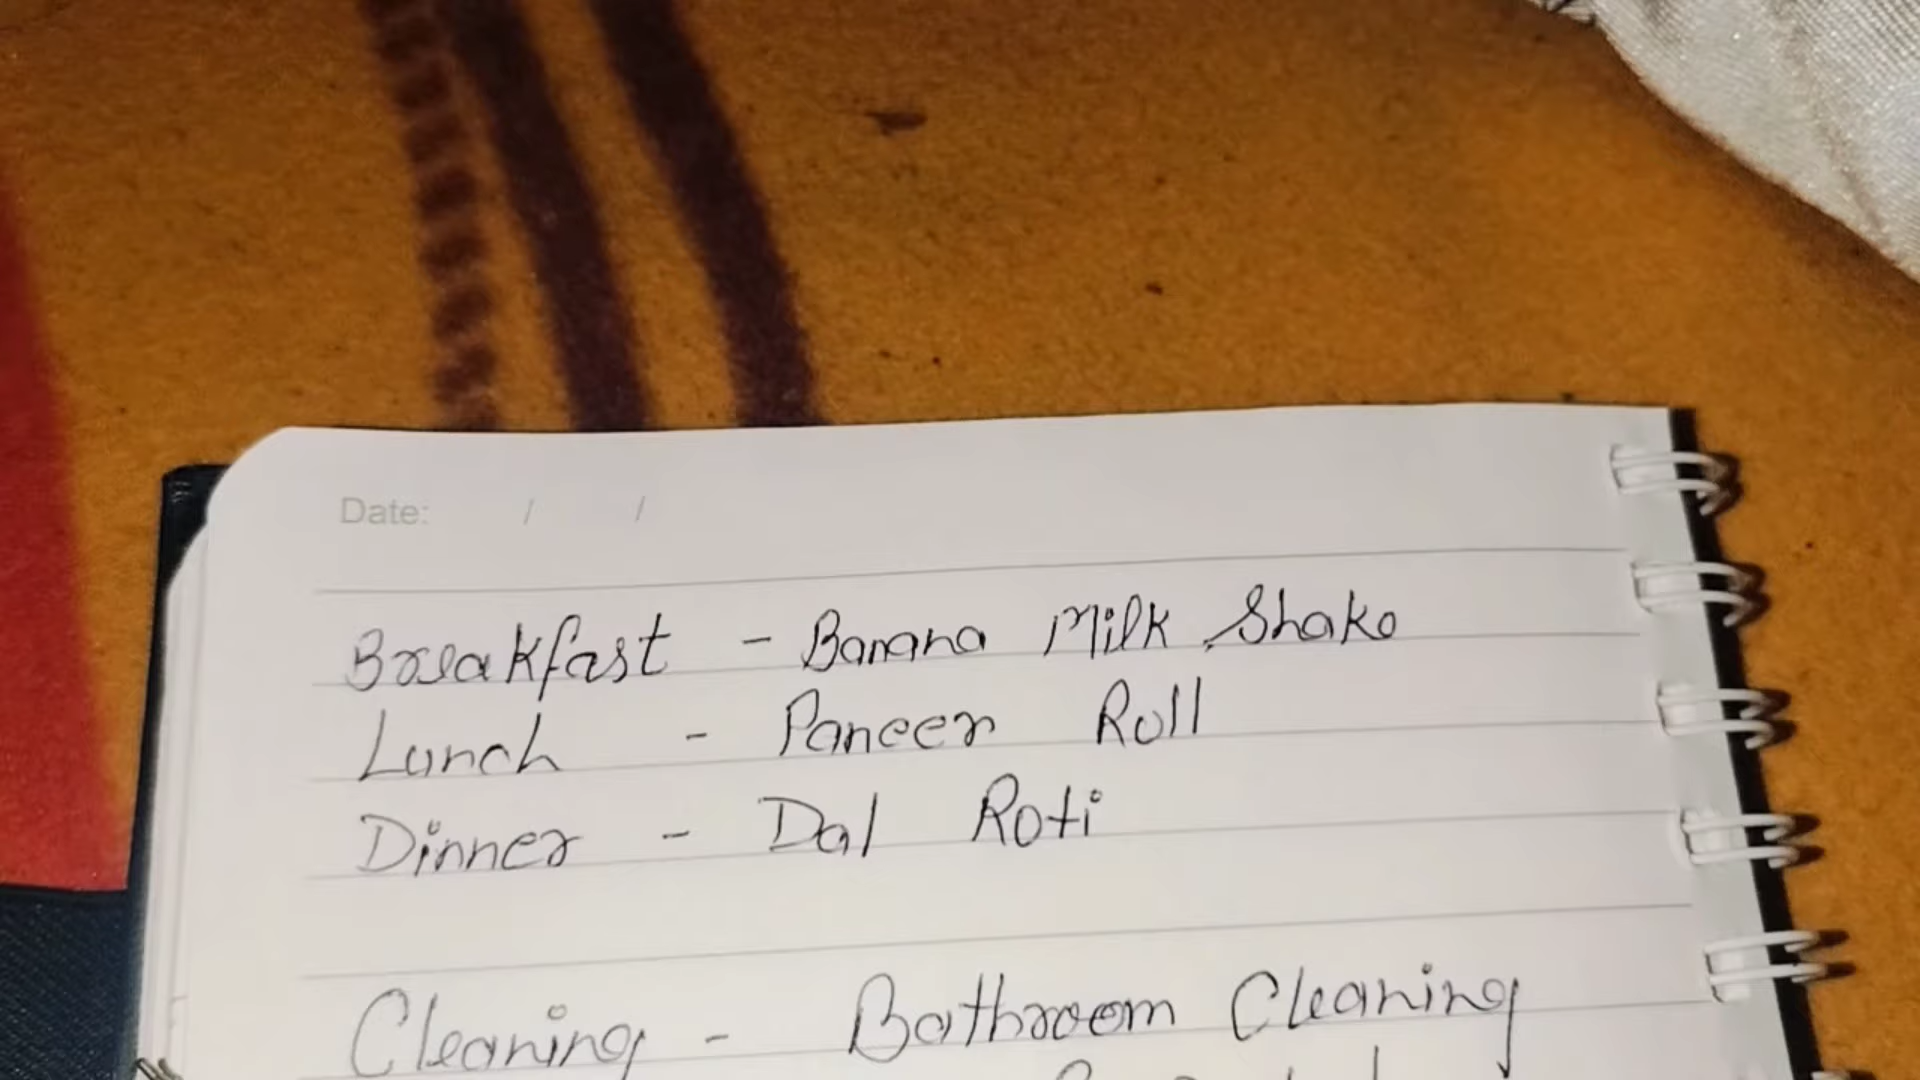 Date: / /
Breakfast - Banana Milk Shake
Lunch - Paneer Roll
Dinner - Dal Roti
Cleaning - Bathroom Cleaning